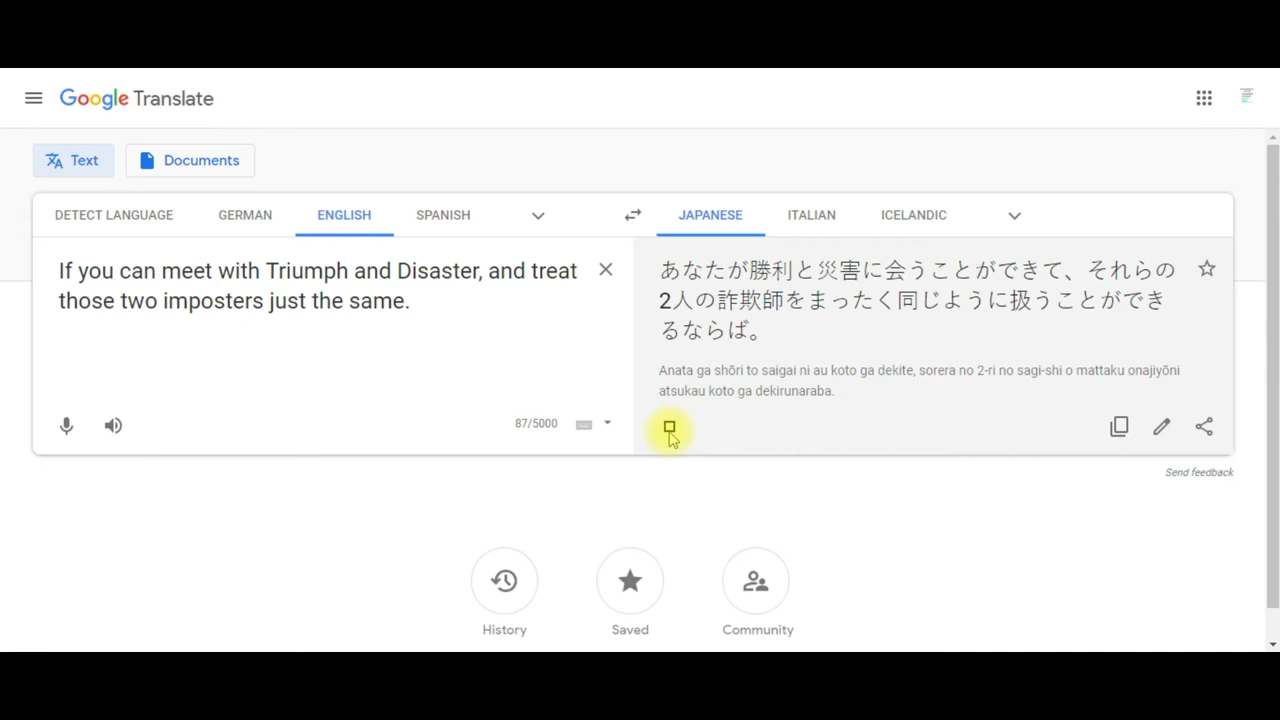 Google Translate
Text
Documents
DETECT LANGUAGE
GERMAN
ENGLISH
SPANISH
JAPANESE
ITALIAN
ICELANDIC
If you can meet with Triumph and Disaster, and treat
those two imposters just the same.
87/5000
あなたが勝利と災害に会うことができて、それらの
2人の詐欺師をまったく同じように扱うことができ
るならば。
Anata ga shōri to saigai ni au koto ga dekite, sorera no 2-ri no sagi-shi o mattaku onajiyōni
atsukau koto ga dekirunaraba.
Send feedback
History
Saved
Community